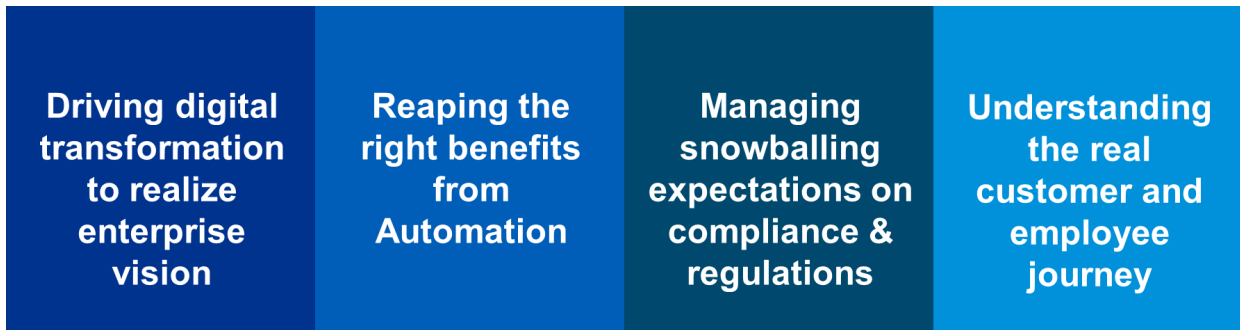 Driving digital
transformation
to realize
enterprise
vision
Reaping the
right benefits
from
Automation
Managing
snowballing
expectations on
compliance &
regulations
Understanding
the real
customer and
employee
journey